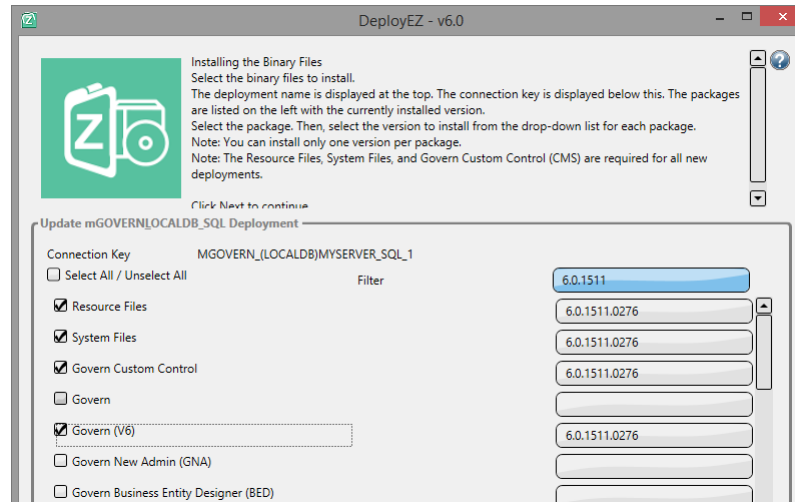 DeployEZ - v6.0
Installing the Binary Files
Select the binary files to install.
The deployment name is displayed at the top. The connection key is displayed below this. The packages
are listed on the left with the currently installed version.
Select the package. Then, select the version to install from the drop-down list for each package.
Note: You can install only one version per package.
Note: The Resource Files, System Files, and Govern Custom Control (CMS) are required for all new
deployments.
Click Next to continue
Update mGOVERN(LOCALDB_SQL Deployment
Connection Key MGOVERN_(LOCALDB)MYSERVER_SQL_1
Select All / Unselect All Filter 6.0.1511
Resource Files 6.0.1511.0276
System Files 6.0.1511.0276
Govern Custom Control 6.0.1511.0276
Govern
Govern (V6) 6.0.1511.0276
Govern New Admin (GNA)
Govern Business Entity Designer (BED)